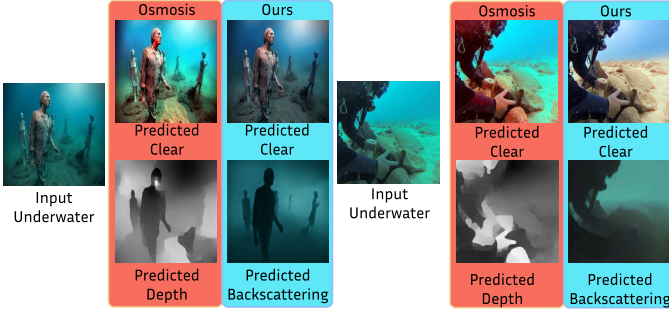 Osmosis
Ours
Predicted
Clear
Predicted
Clear
Input
Underwater
Predicted
Depth
Predicted
Backscattering
Osmosis
Ours
Predicted
Clear
Predicted
Clear
Input
Underwater
Predicted
Depth
Predicted
Backscattering